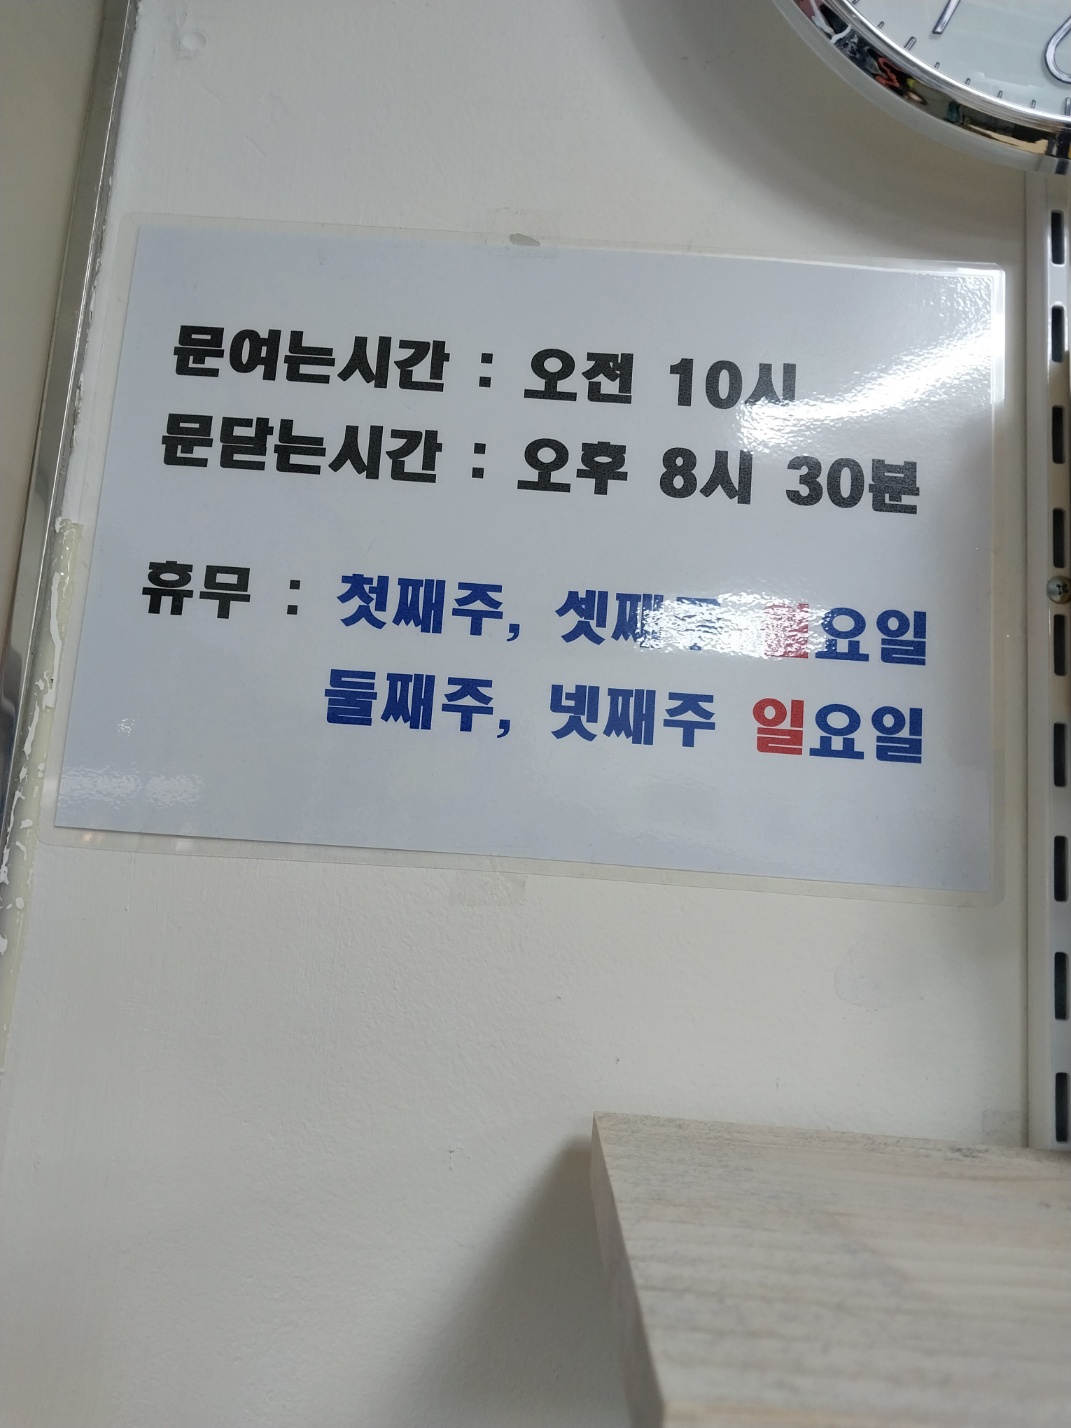 문여는시간 : 오전 10시
문닫는시간 : 오후 8시 30분
휴무 : 첫째주, 셋째주 일요일
둘째주, 넷째주 일요일